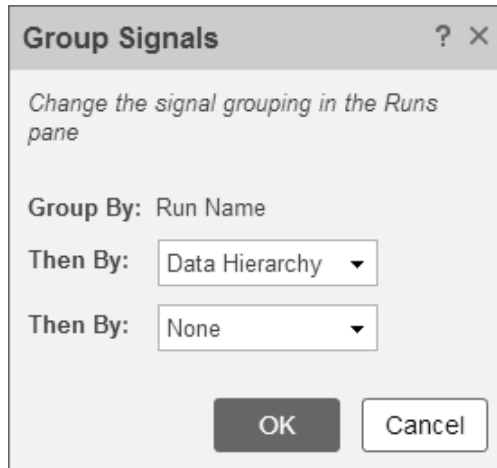 Group Signals ? ×
Change the signal grouping in the Runs
pane
Group By: Run Name
Then By: Data Hierarchy
Then By: None
OK Cancel